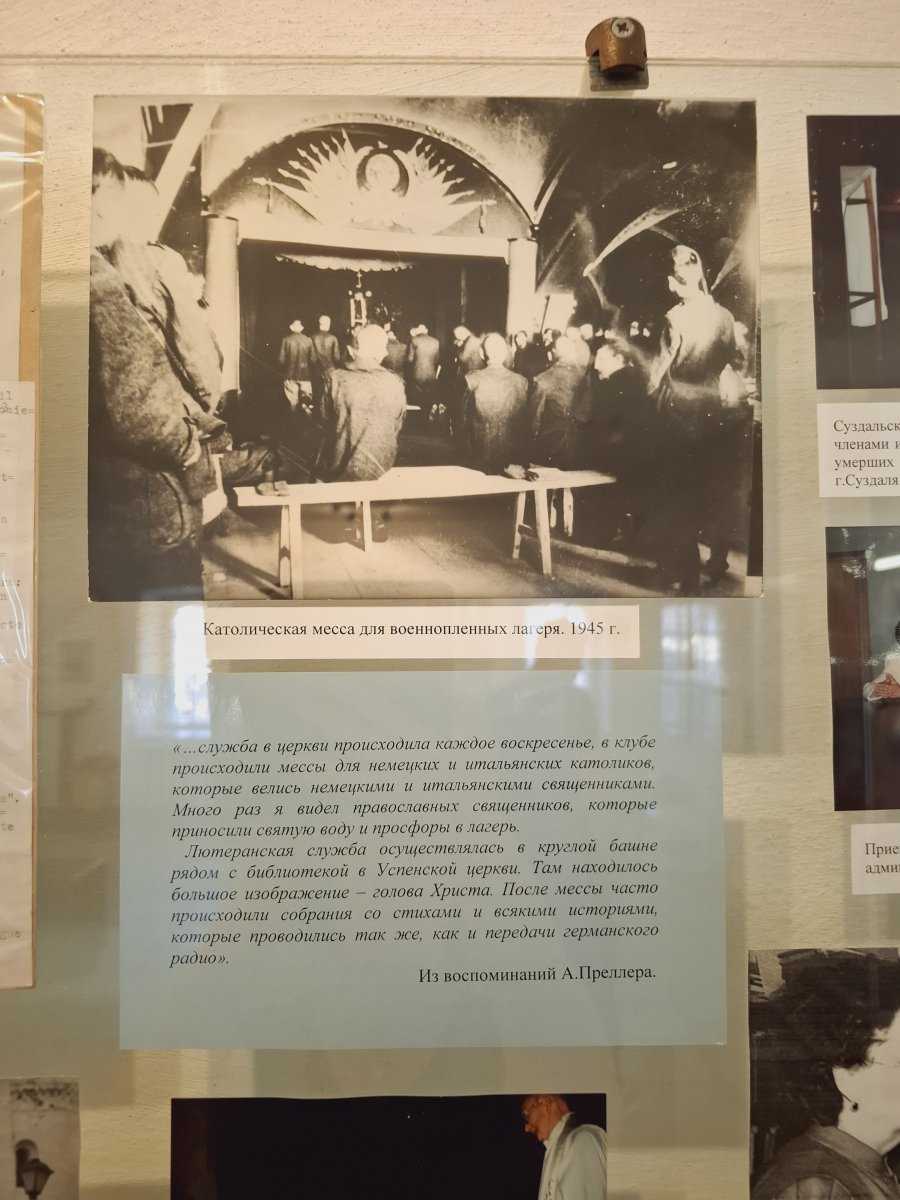 Католическая месса для военнопленных лагеря. 1945 г.
«…служба в церкви происходила каждое воскресенье, в клубе
происходили мессы для немецких и итальянских католиков,
которые велись немецкими и итальянскими священниками.
Много раз я видел православных священников, которые
приносили святую воду и просфоры в лагерь.
Лютеранская служба осуществлялась в круглой башне
рядом с библиотекой в Успенской церкви. Там находилось
большое изображение – голова Христа. После мессы часто
происходили собрания со стихами и всякими историями,
которые проводились так же, как и передачи германского
радио».
Из воспоминаний А.Преллера.
членами
умерших
г.Суздаля